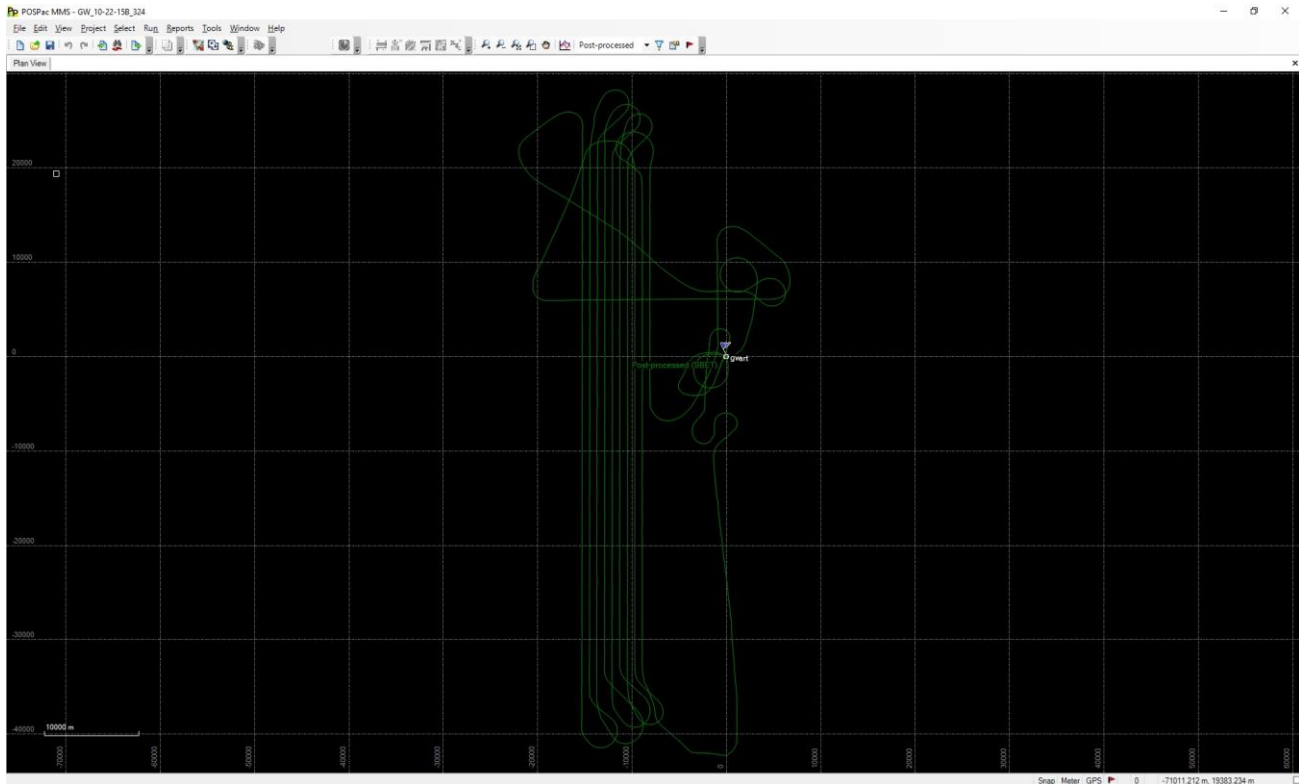 POSPac MMS - GW_10-22-15B_324
File Edit View Project Select Run Reports Tools Window Help
Post-processed
Plan View
20000
10000
0
gvart
Post-processed (SBET)
-10000
-20000
-30000
-40000
10000 m
-70000 -60000 -50000 -40000 -30000 -20000 -10000 0 10000 20000 30000 40000 50000 60000
Snap Meter GPS 0 -71011.212 m, 19383.234 m